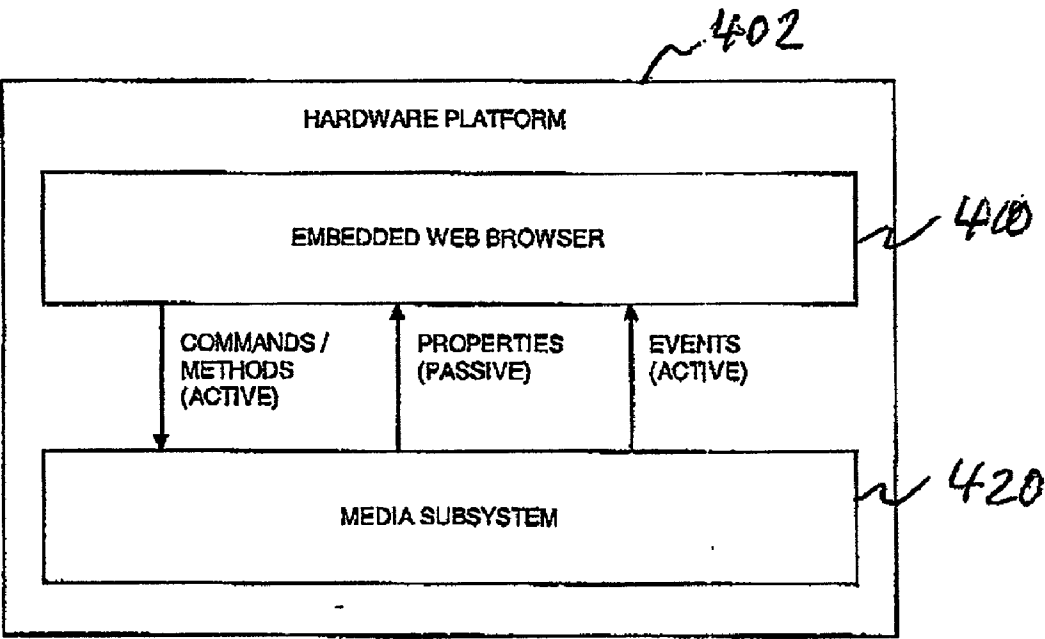 402
HARDWARE PLATFORM
EMBEDDED WEB BROWSER
400
COMMANDS /
METHODS
(ACTIVE)
PROPERTIES
(PASSIVE)
EVENTS
(ACTIVE)
MEDIA SUBSYSTEM
420